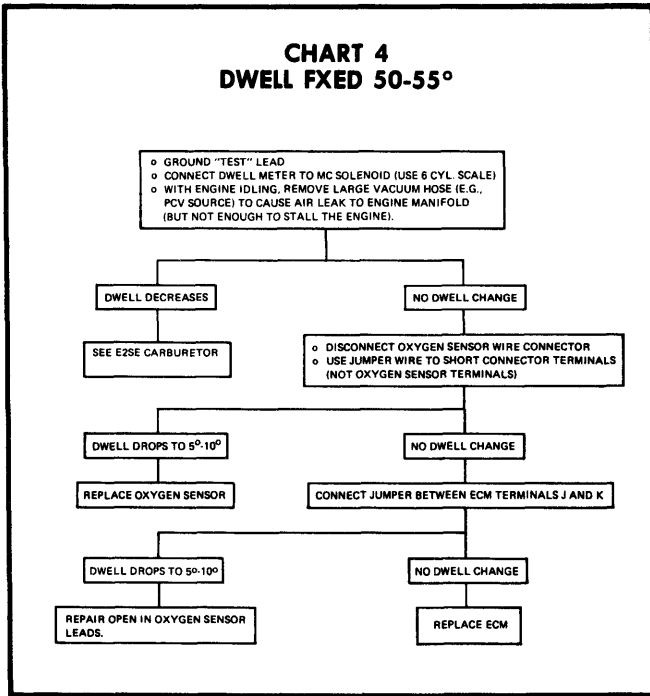 CHART 4
DWELL FXED 50-55°
o GROUND "TEST" LEAD
o CONNECT DWELL METER TO MC SOLENOID (USE 6 CYL. SCALE)
o WITH ENGINE IDLING, REMOVE LARGE VACUUM HOSE (E.G.,
PCV SOURCE) TO CAUSE AIR LEAK TO ENGINE MANIFOLD
(BUT NOT ENOUGH TO STALL THE ENGINE).
DWELL DECREASES
NO DWELL CHANGE
SEE E2SE CARBURETOR
o DISCONNECT OXYGEN SENSOR WIRE CONNECTOR
o USE JUMPER WIRE TO SHORT CONNECTOR TERMINALS
(NOT OXYGEN SENSOR TERMINALS)
DWELL DROPS TO 5°-10°
NO DWELL CHANGE
REPLACE OXYGEN SENSOR
CONNECT JUMPER BETWEEN ECM TERMINALS J AND K
DWELL DROPS TO 5°-10°
NO DWELL CHANGE
REPAIR OPEN IN OXYGEN SENSOR
LEADS.
REPLACE ECM